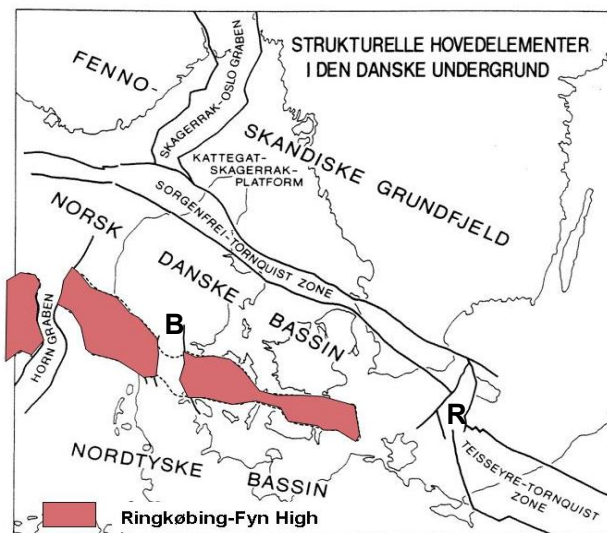 STRUKTURELLE HOVEDELEMENTER
I DEN DANSKE UNDERGRUND
FENNO-
SKAGERRAK-OSLO GRABEN
KATTEGAT-
SKAGERRAK-
PLATFORM
SKANDISKE GRUNDFJELD
SORGENFREI-TORNQUIST ZONE
NORSK
DANSKE
BASSIN
B
HORN GRABEN
R
NORDTYSKE
BASSIN
TEISSEYRE-TORNQUIST
ZONE
Ringkøbing-Fyn High